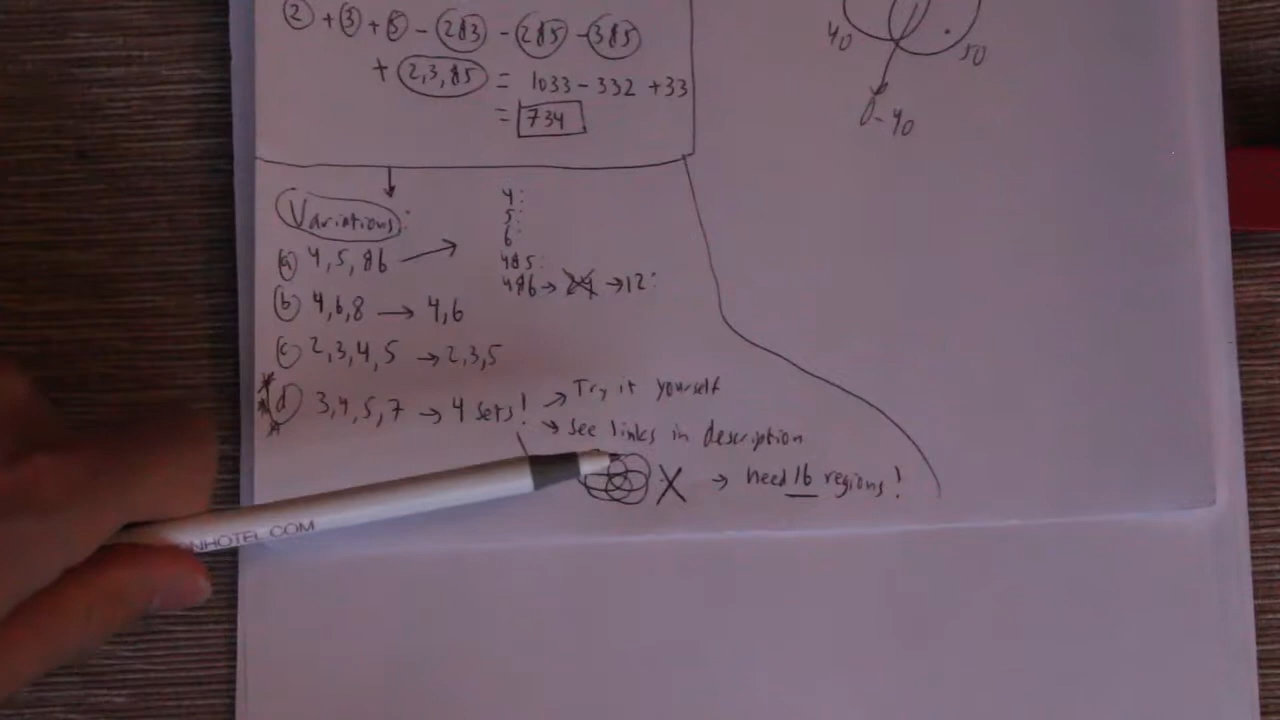 2 + 3 + 5 - 2&3 - 2&5 - 3&5
+ 2,3,&5 = 1033 - 332 + 33
= 734
40
50
0-40
Variations:
(a) 4, 5, &6 →
4:
5:
6:
4&5:
4&6 → 24 → 12:
(b) 4,6,8 → 4,6
(c) 2,3,4,5 → 2,3,5
(d) 3,4,5,7 → 4 sets! → Try it yourself
→ See links in description
X → need 16 regions!
NHOTEL.COM